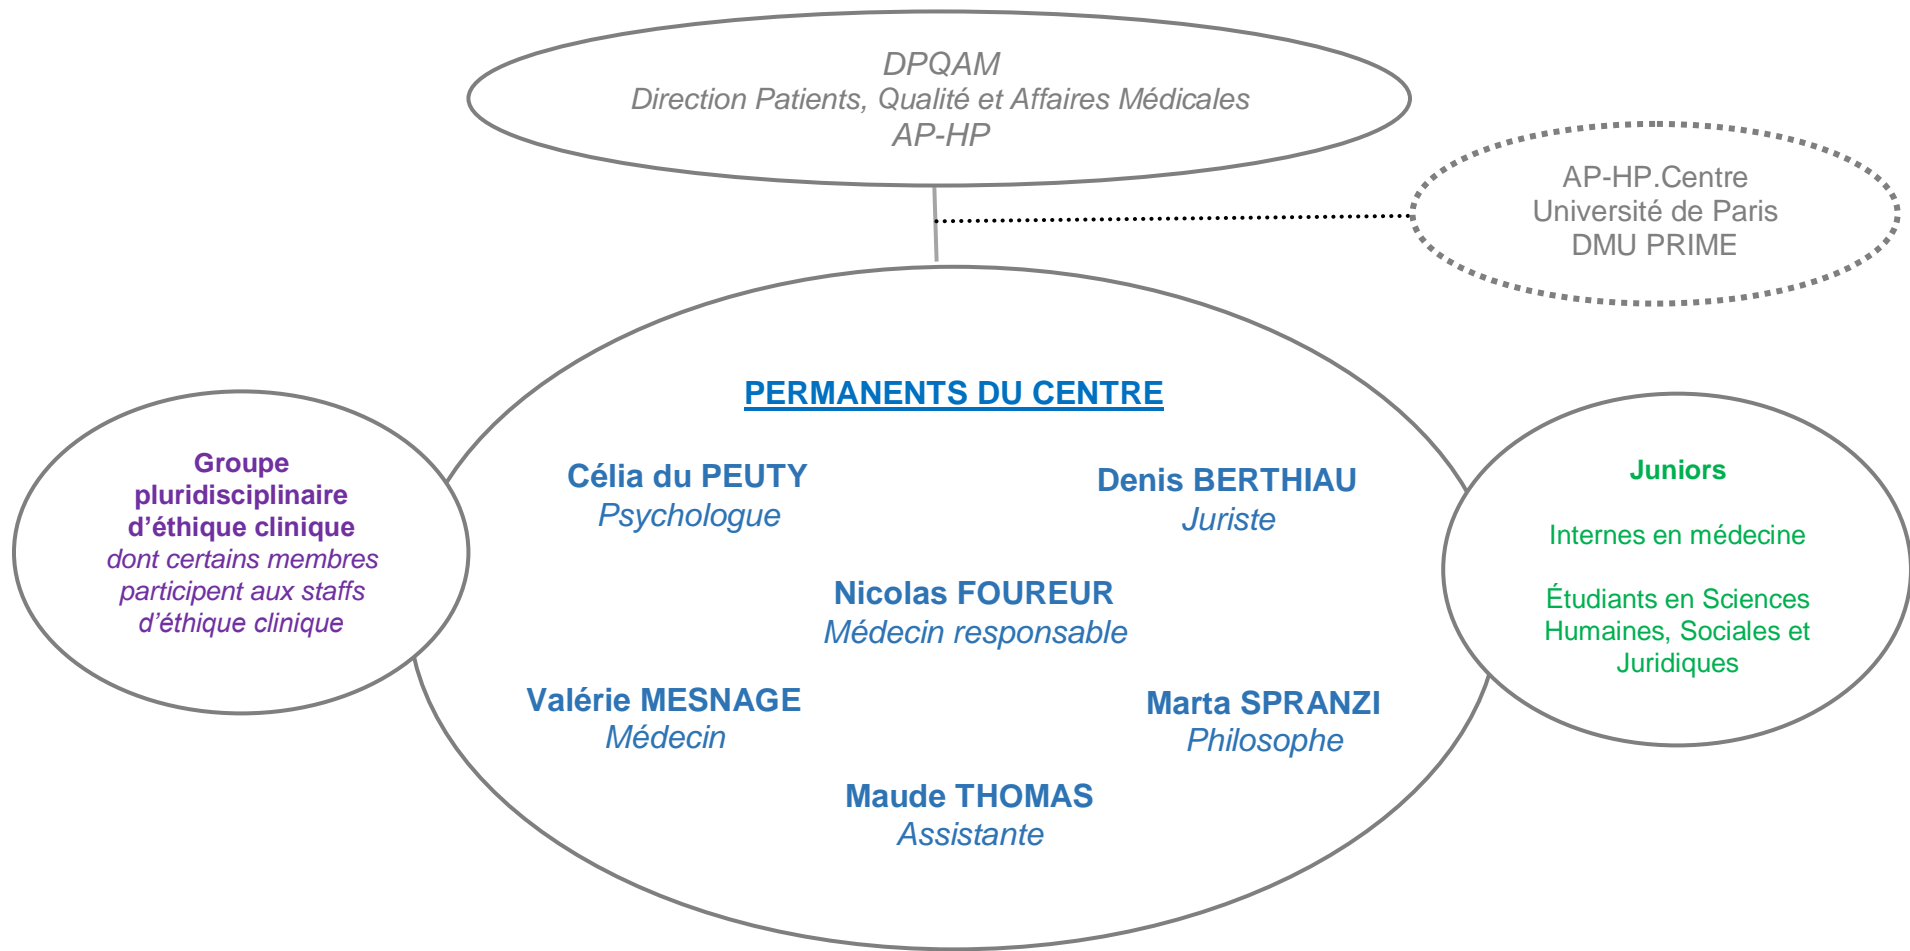 DPQAM
Direction Patients, Qualité et Affaires Médicales
AP-HP
AP-HP.Centre
Université de Paris
DMU PRIME
PERMANENTS DU CENTRE
Groupe
pluridisciplinaire
d’éthique clinique
dont certains membres
participent aux staffs
d’éthique clinique
Célia du PEUTY
Psychologue
Denis BERTHIAU
Juriste
Nicolas FOUREUR
Médecin responsable
Valérie MESNAGE
Médecin
Marta SPRANZI
Philosophe
Maude THOMAS
Assistante
Juniors
Internes en médecine
Étudiants en Sciences
Humaines, Sociales et
Juridiques